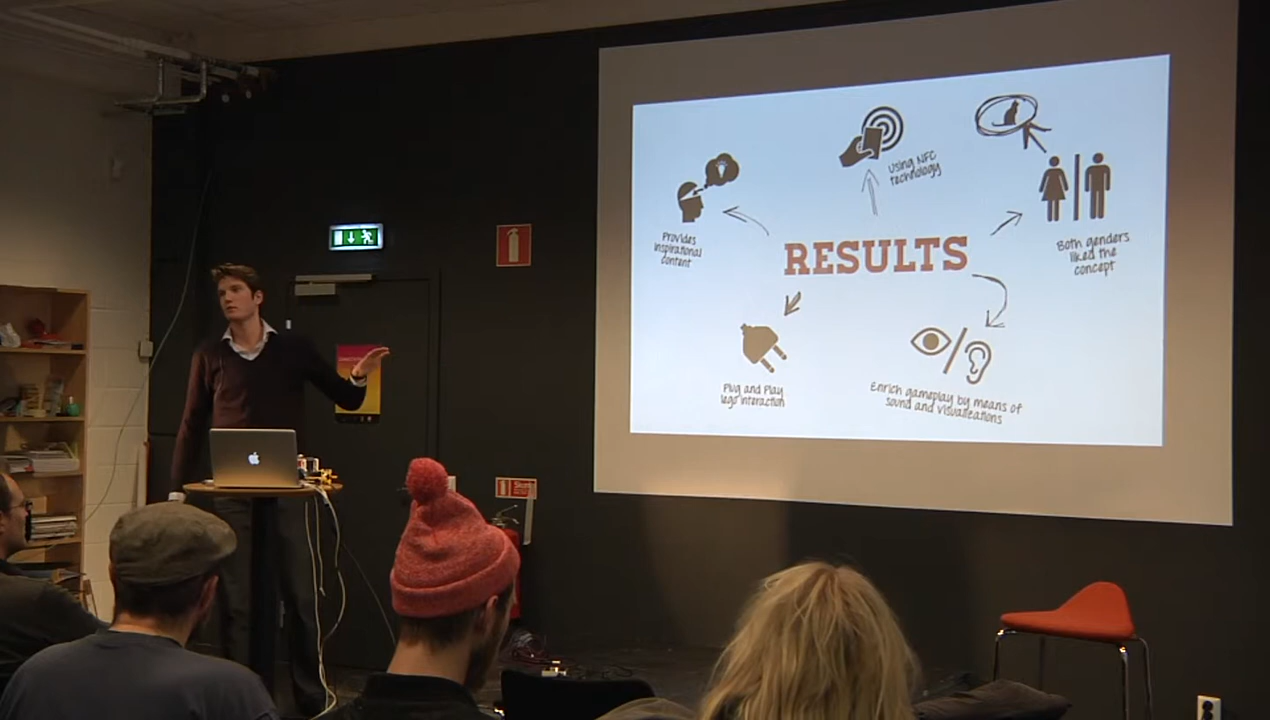 Using NFC
technology
Provides
inspirational
content
RESULTS
Both genders
liked the
concept
Plug and Play
lego interaction
Enrich gameplay by means of
sound and visualizations